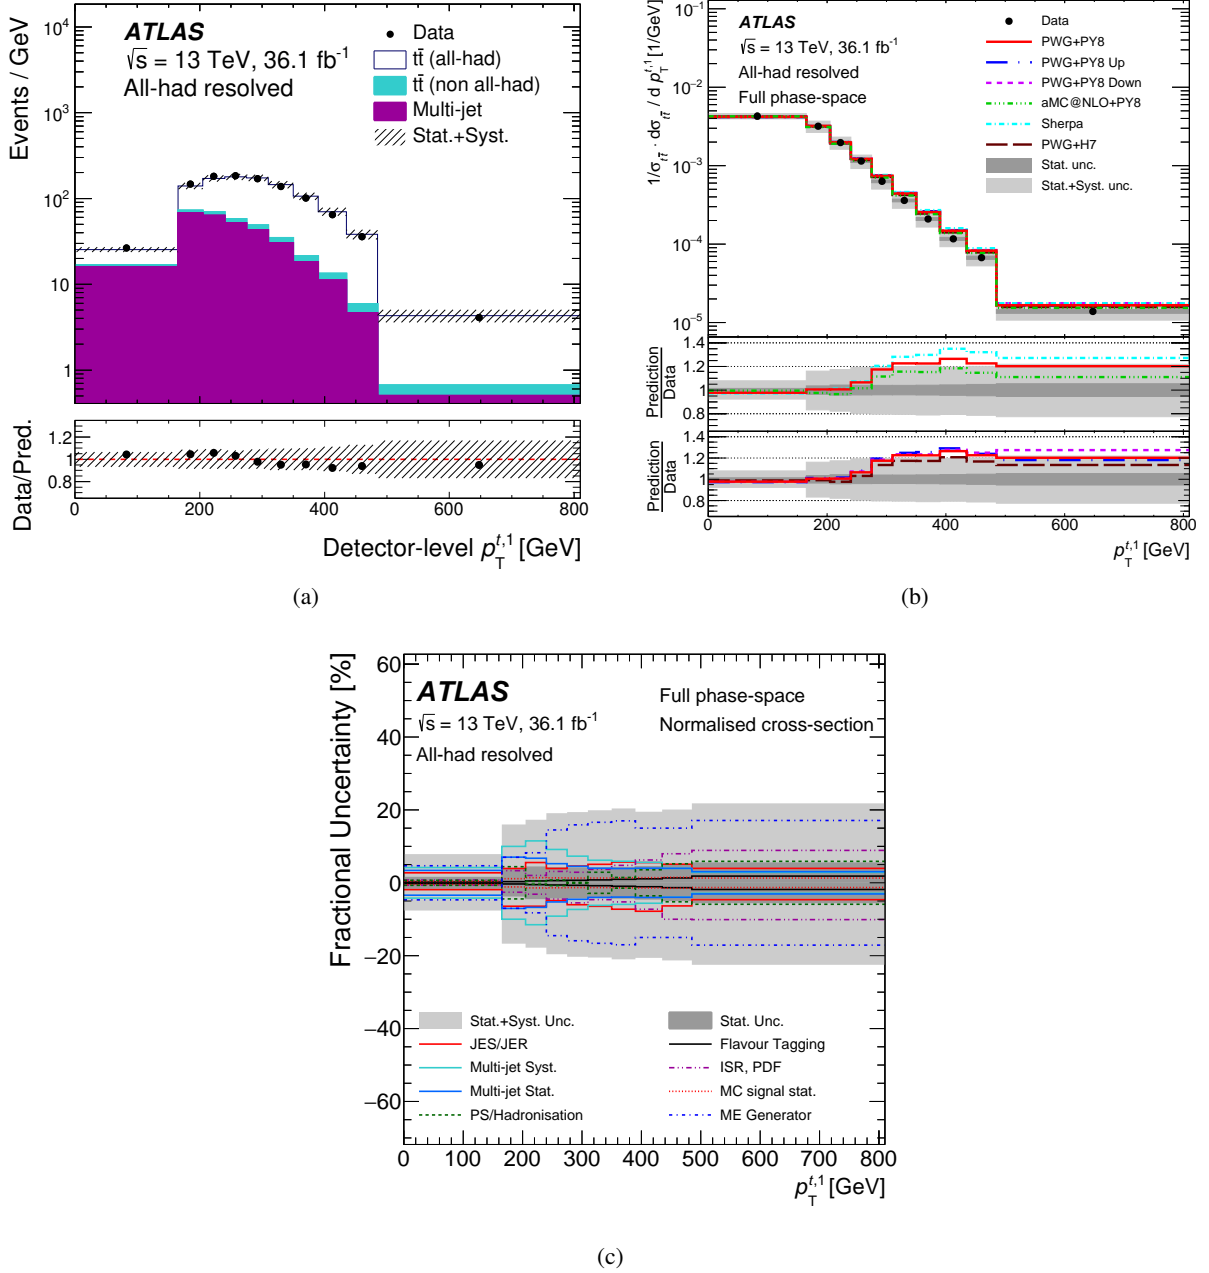 ATLAS
√s = 13 TeV, 36.1 fb⁻¹
All-had resolved
Data
tt̄ (all-had)
tt̄ (non all-had)
Multi-jet
Stat.+Syst.
Events / GeV
10⁴
10³
10²
10
1
Data/Pred.
1.2
1
0.8
0 200 400 600 800
Detector-level p_T^{t,1} [GeV]
(a)
ATLAS
√s = 13 TeV, 36.1 fb⁻¹
All-had resolved
Full phase-space
Data
PWG+PY8
PWG+PY8 Up
PWG+PY8 Down
aMC@NLO+PY8
Sherpa
PWG+H7
Stat. unc.
Stat.+Syst. unc.
1/σ_{tt̄} · dσ_{tt̄} / d p_T^{t,1} [1/GeV]
10⁻¹
10⁻²
10⁻³
10⁻⁴
10⁻⁵
Prediction
Data
1.4
1.2
1
0.8
Prediction
Data
1.4
1.2
1
0.8
0 200 400 600 800
p_T^{t,1} [GeV]
(b)
Fractional Uncertainty [%]
60
40
20
0
−20
−40
−60
ATLAS
√s = 13 TeV, 36.1 fb⁻¹
All-had resolved
Full phase-space
Normalised cross-section
Stat.+Syst. Unc.
JES/JER
Multi-jet Syst.
Multi-jet Stat.
PS/Hadronisation
Stat. Unc.
Flavour Tagging
ISR, PDF
MC signal stat.
ME Generator
0 100 200 300 400 500 600 700 800
p_T^{t,1} [GeV]
(c)